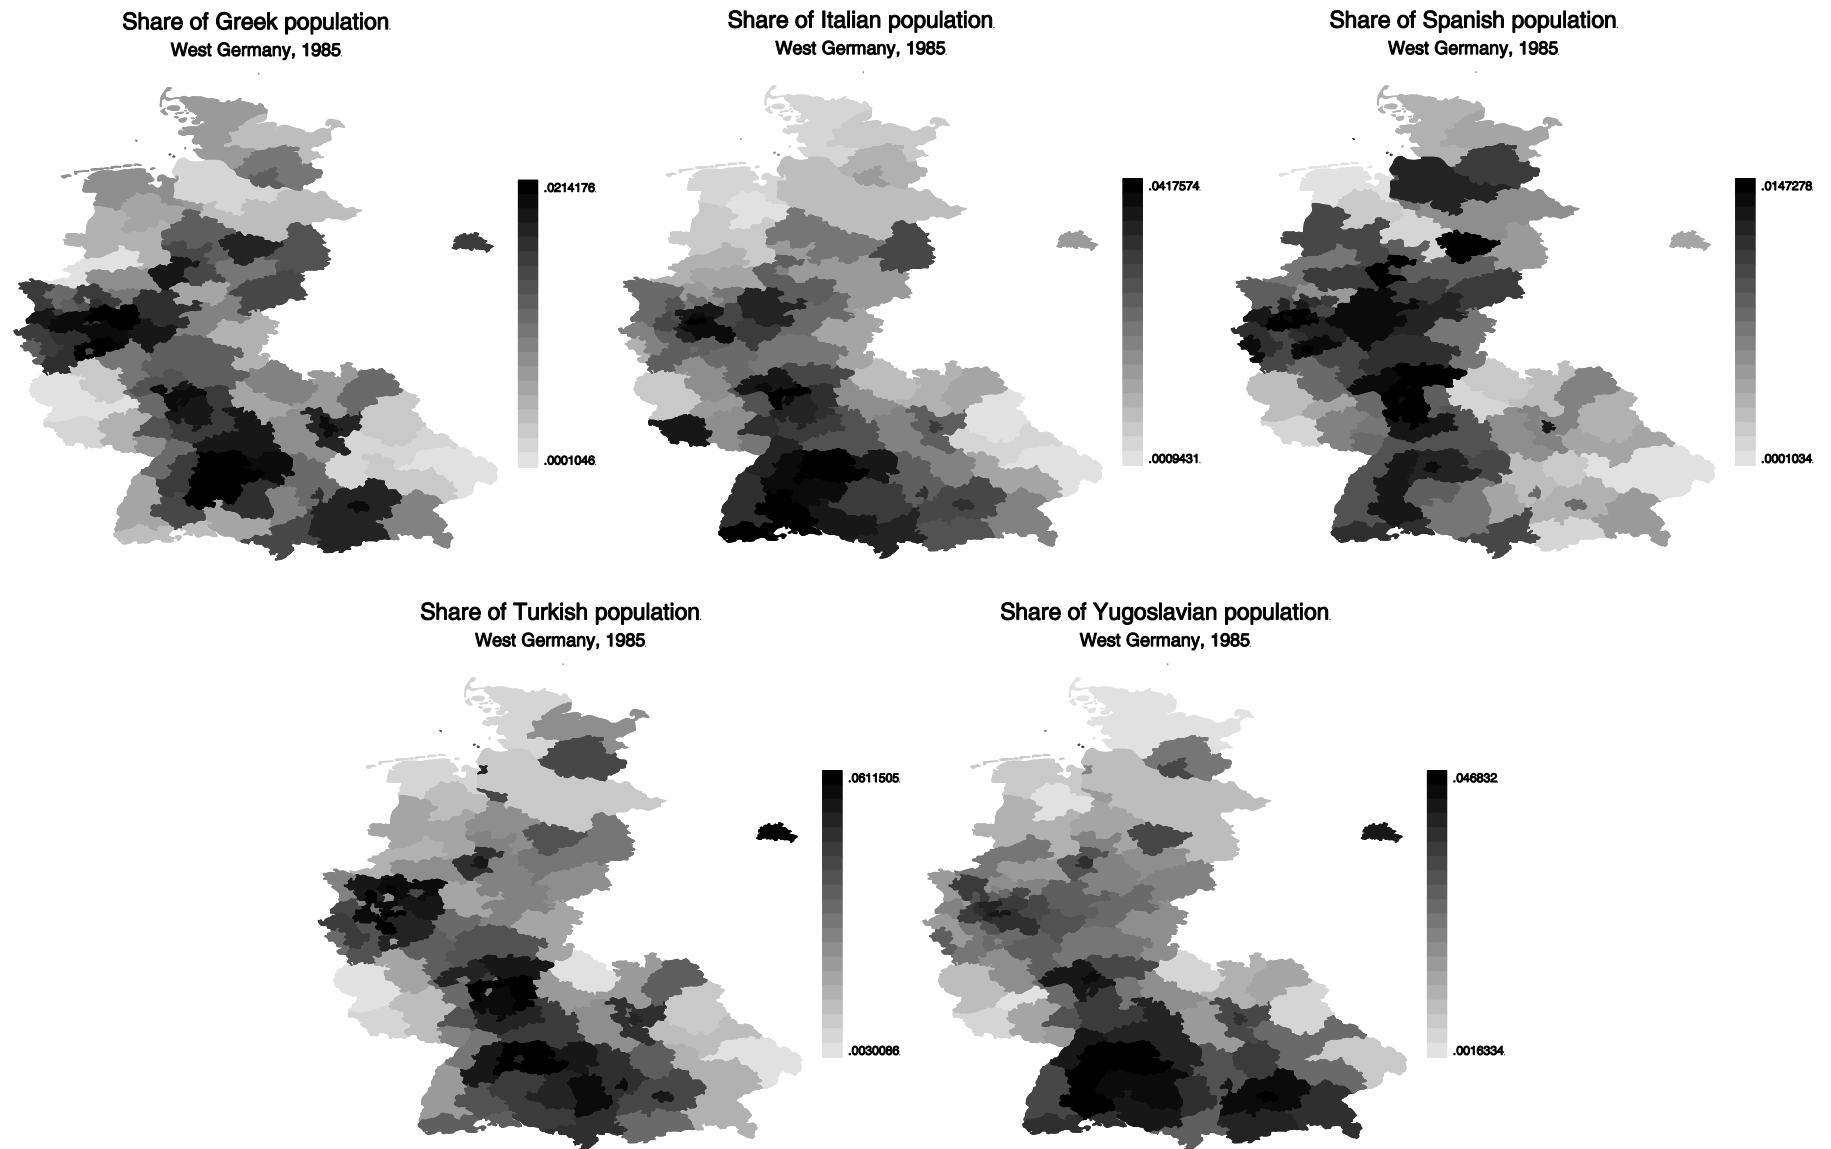 Share of Greek population
West Germany, 1985
.0214176
.0001046
Share of Italian population
West Germany, 1985
.0417574
.0009431
Share of Spanish population
West Germany, 1985
.0147278
.0001034
Share of Turkish population
West Germany, 1985
.0611505
.0030086
Share of Yugoslavian population
West Germany, 1985
.046832
.0016334